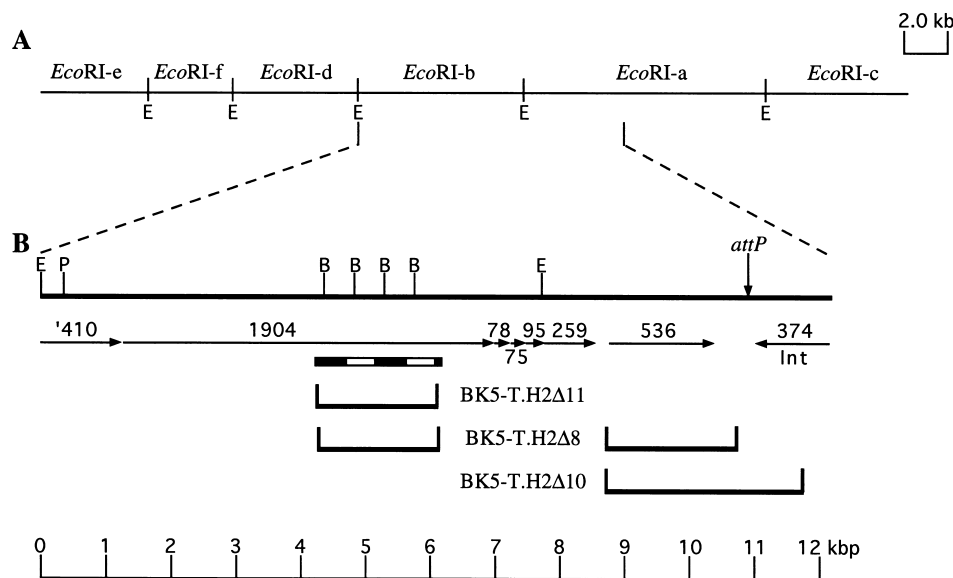 A
2.0 kb
EcoRI-e EcoRI-f EcoRI-d EcoRI-b EcoRI-a EcoRI-c
E E E E E
B
attP
E P B B B B E
'410 1904 78 95 259 536 374
75 Int
BK5-T.H2Δ11
BK5-T.H2Δ8
BK5-T.H2Δ10
0 1 2 3 4 5 6 7 8 9 10 11 12 kbp